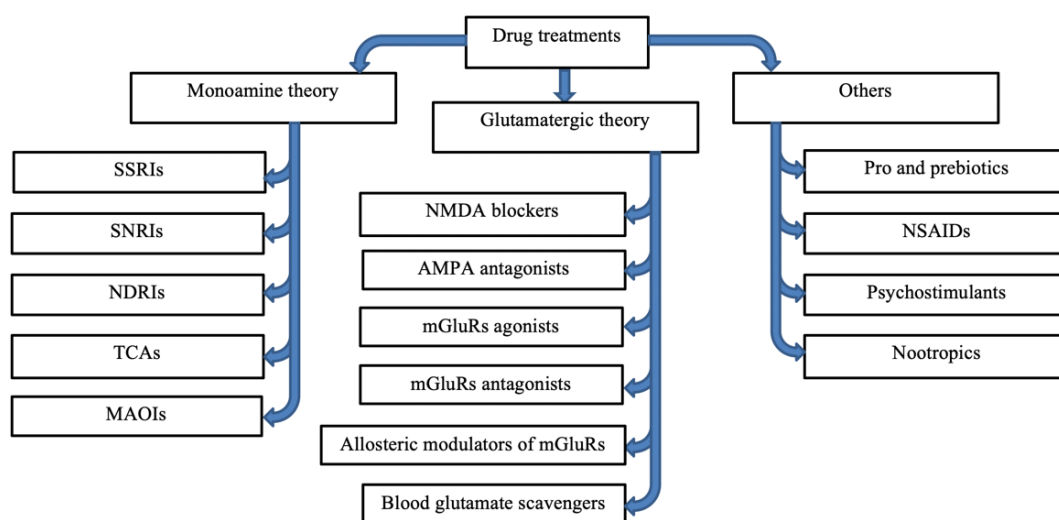 Drug treatments
Monoamine theory
Glutamatergic theory
Others
SSRIs
SNRIs
NDRIs
TCAs
MAOIs
NMDA blockers
AMPA antagonists
mGluRs agonists
mGluRs antagonists
Allosteric modulators of mGluRs
Blood glutamate scavengers
Pro and prebiotics
NSAIDs
Psychostimulants
Nootropics